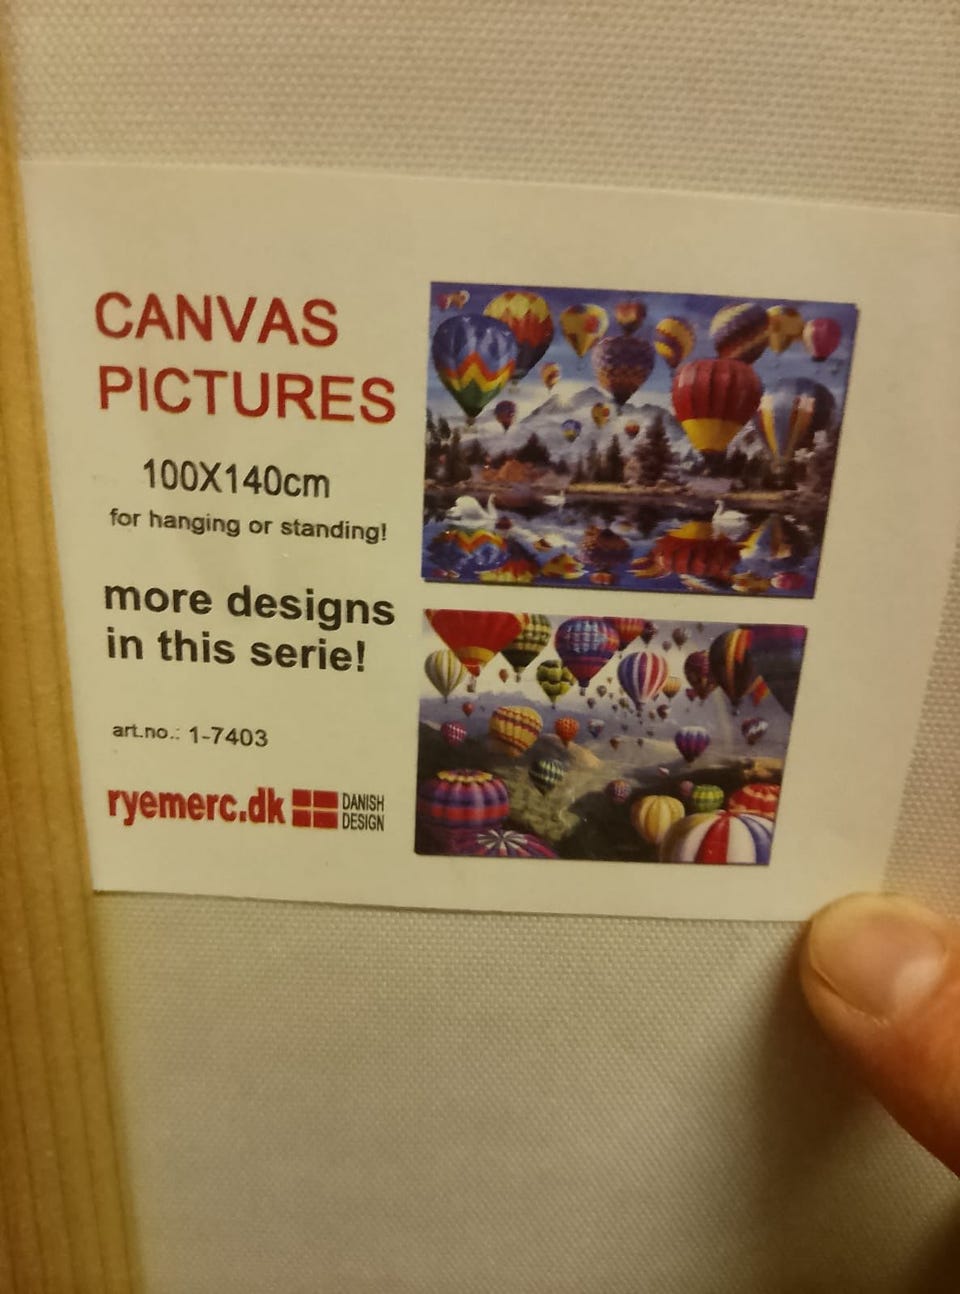 CANVAS
PICTURES
100X140cm
for hanging or standing!
more designs
in this serie!
art.no.: 1-7403
ryemerc.dk DANISH
DESIGN